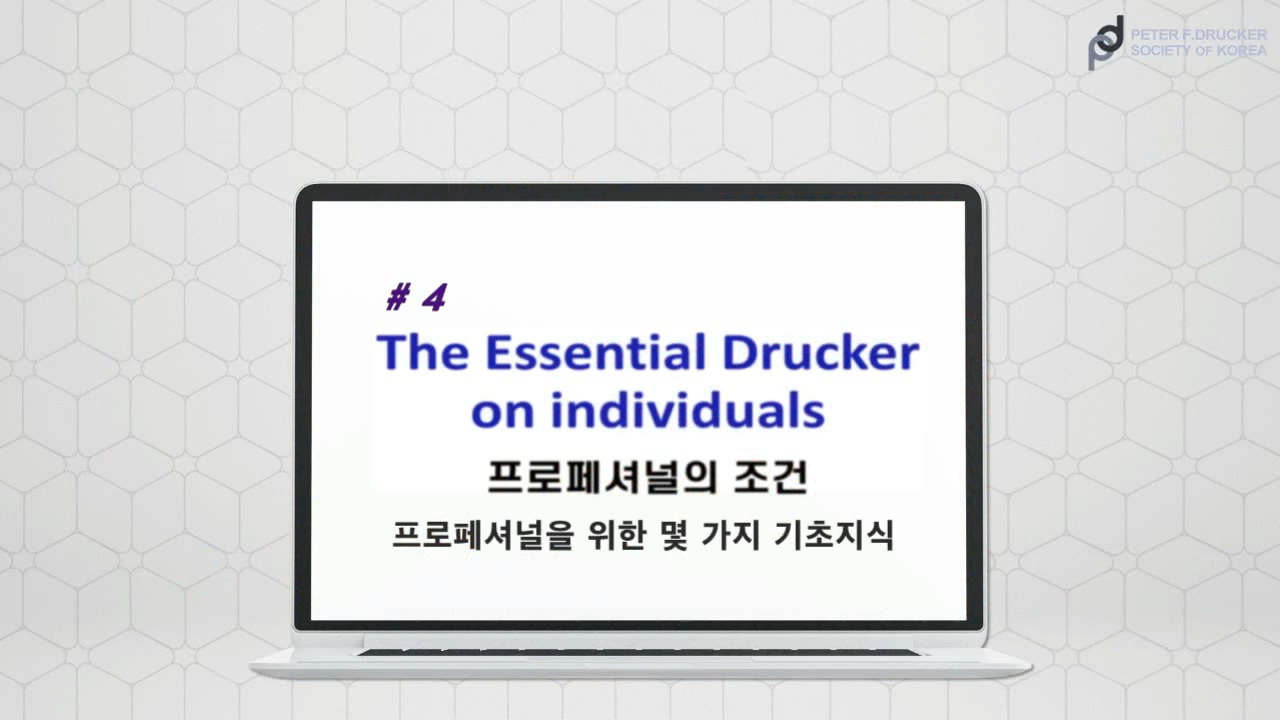 PETER F.DRUCKER
SOCIETY OF KOREA
# 4
The Essential Drucker
on individuals
프로페셔널의 조건
프로페셔널을 위한 몇 가지 기초지식